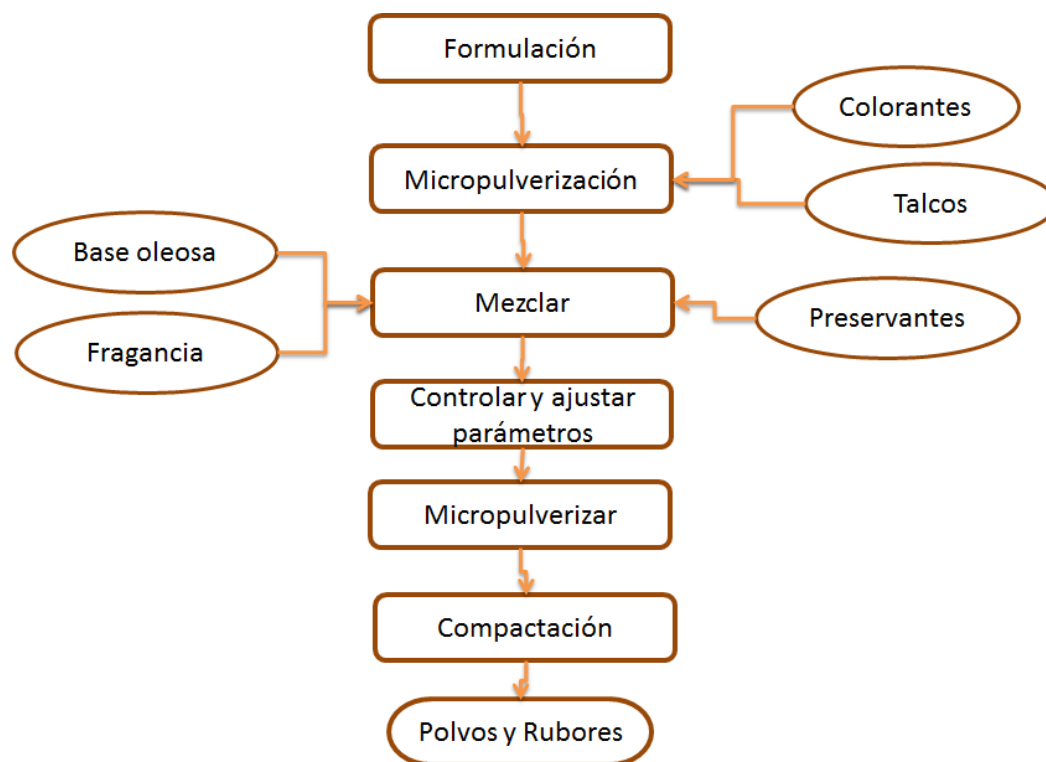 Formulación
Colorantes
Micropulverización
Talcos
Base oleosa
Mezclar
Preservantes
Fragancia
Controlar y ajustar
parámetros
Micropulverizar
Compactación
Polvos y Rubores